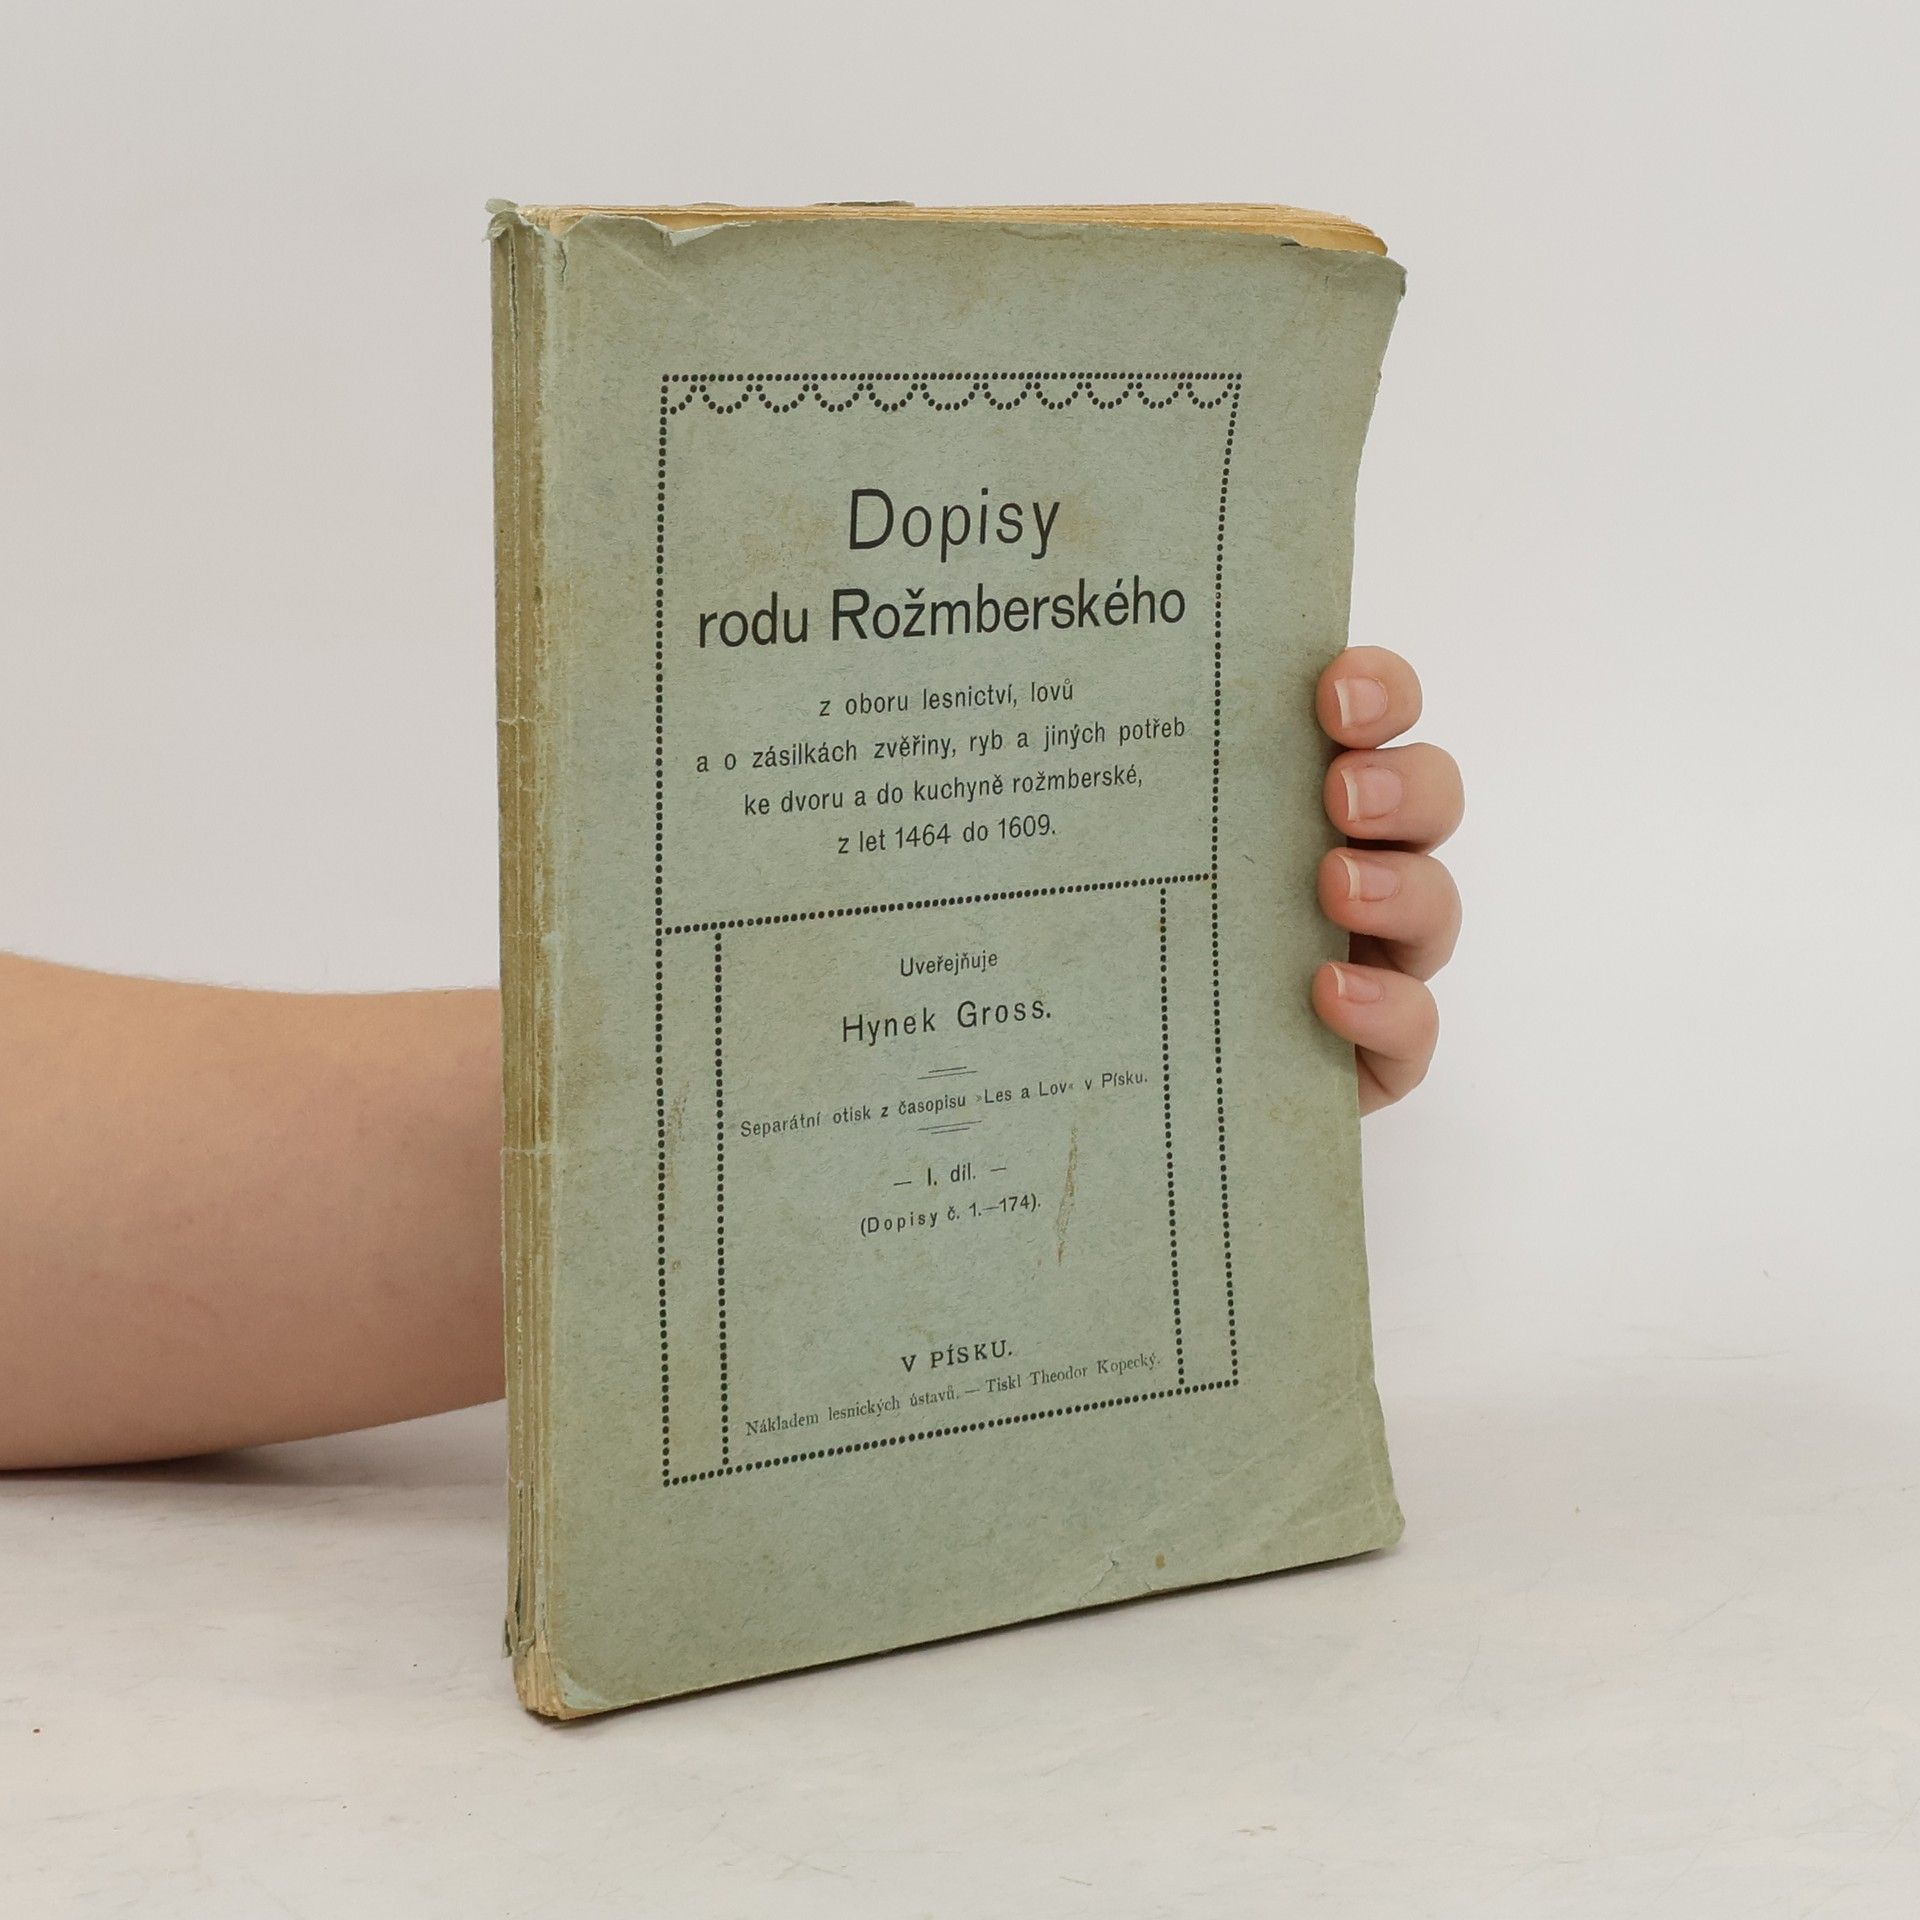 Dopisy
rodu Rožmberského
z oboru lesnictví, lovů
a o zásilkách zvěřiny, ryb a jiných potřeb
ke dvoru a do kuchyně rožmberské,
z let 1464 do 1609.
Uveřejňuje
Hynek Gross.
Separátní otisk z časopisu »Les a Lov« v Písku.
— I. díl. —
(Dopisy č. 1.—174).
V PÍSKU.
Nákladem lesnických ústavů. — Tiskl Theodor Kopecký.